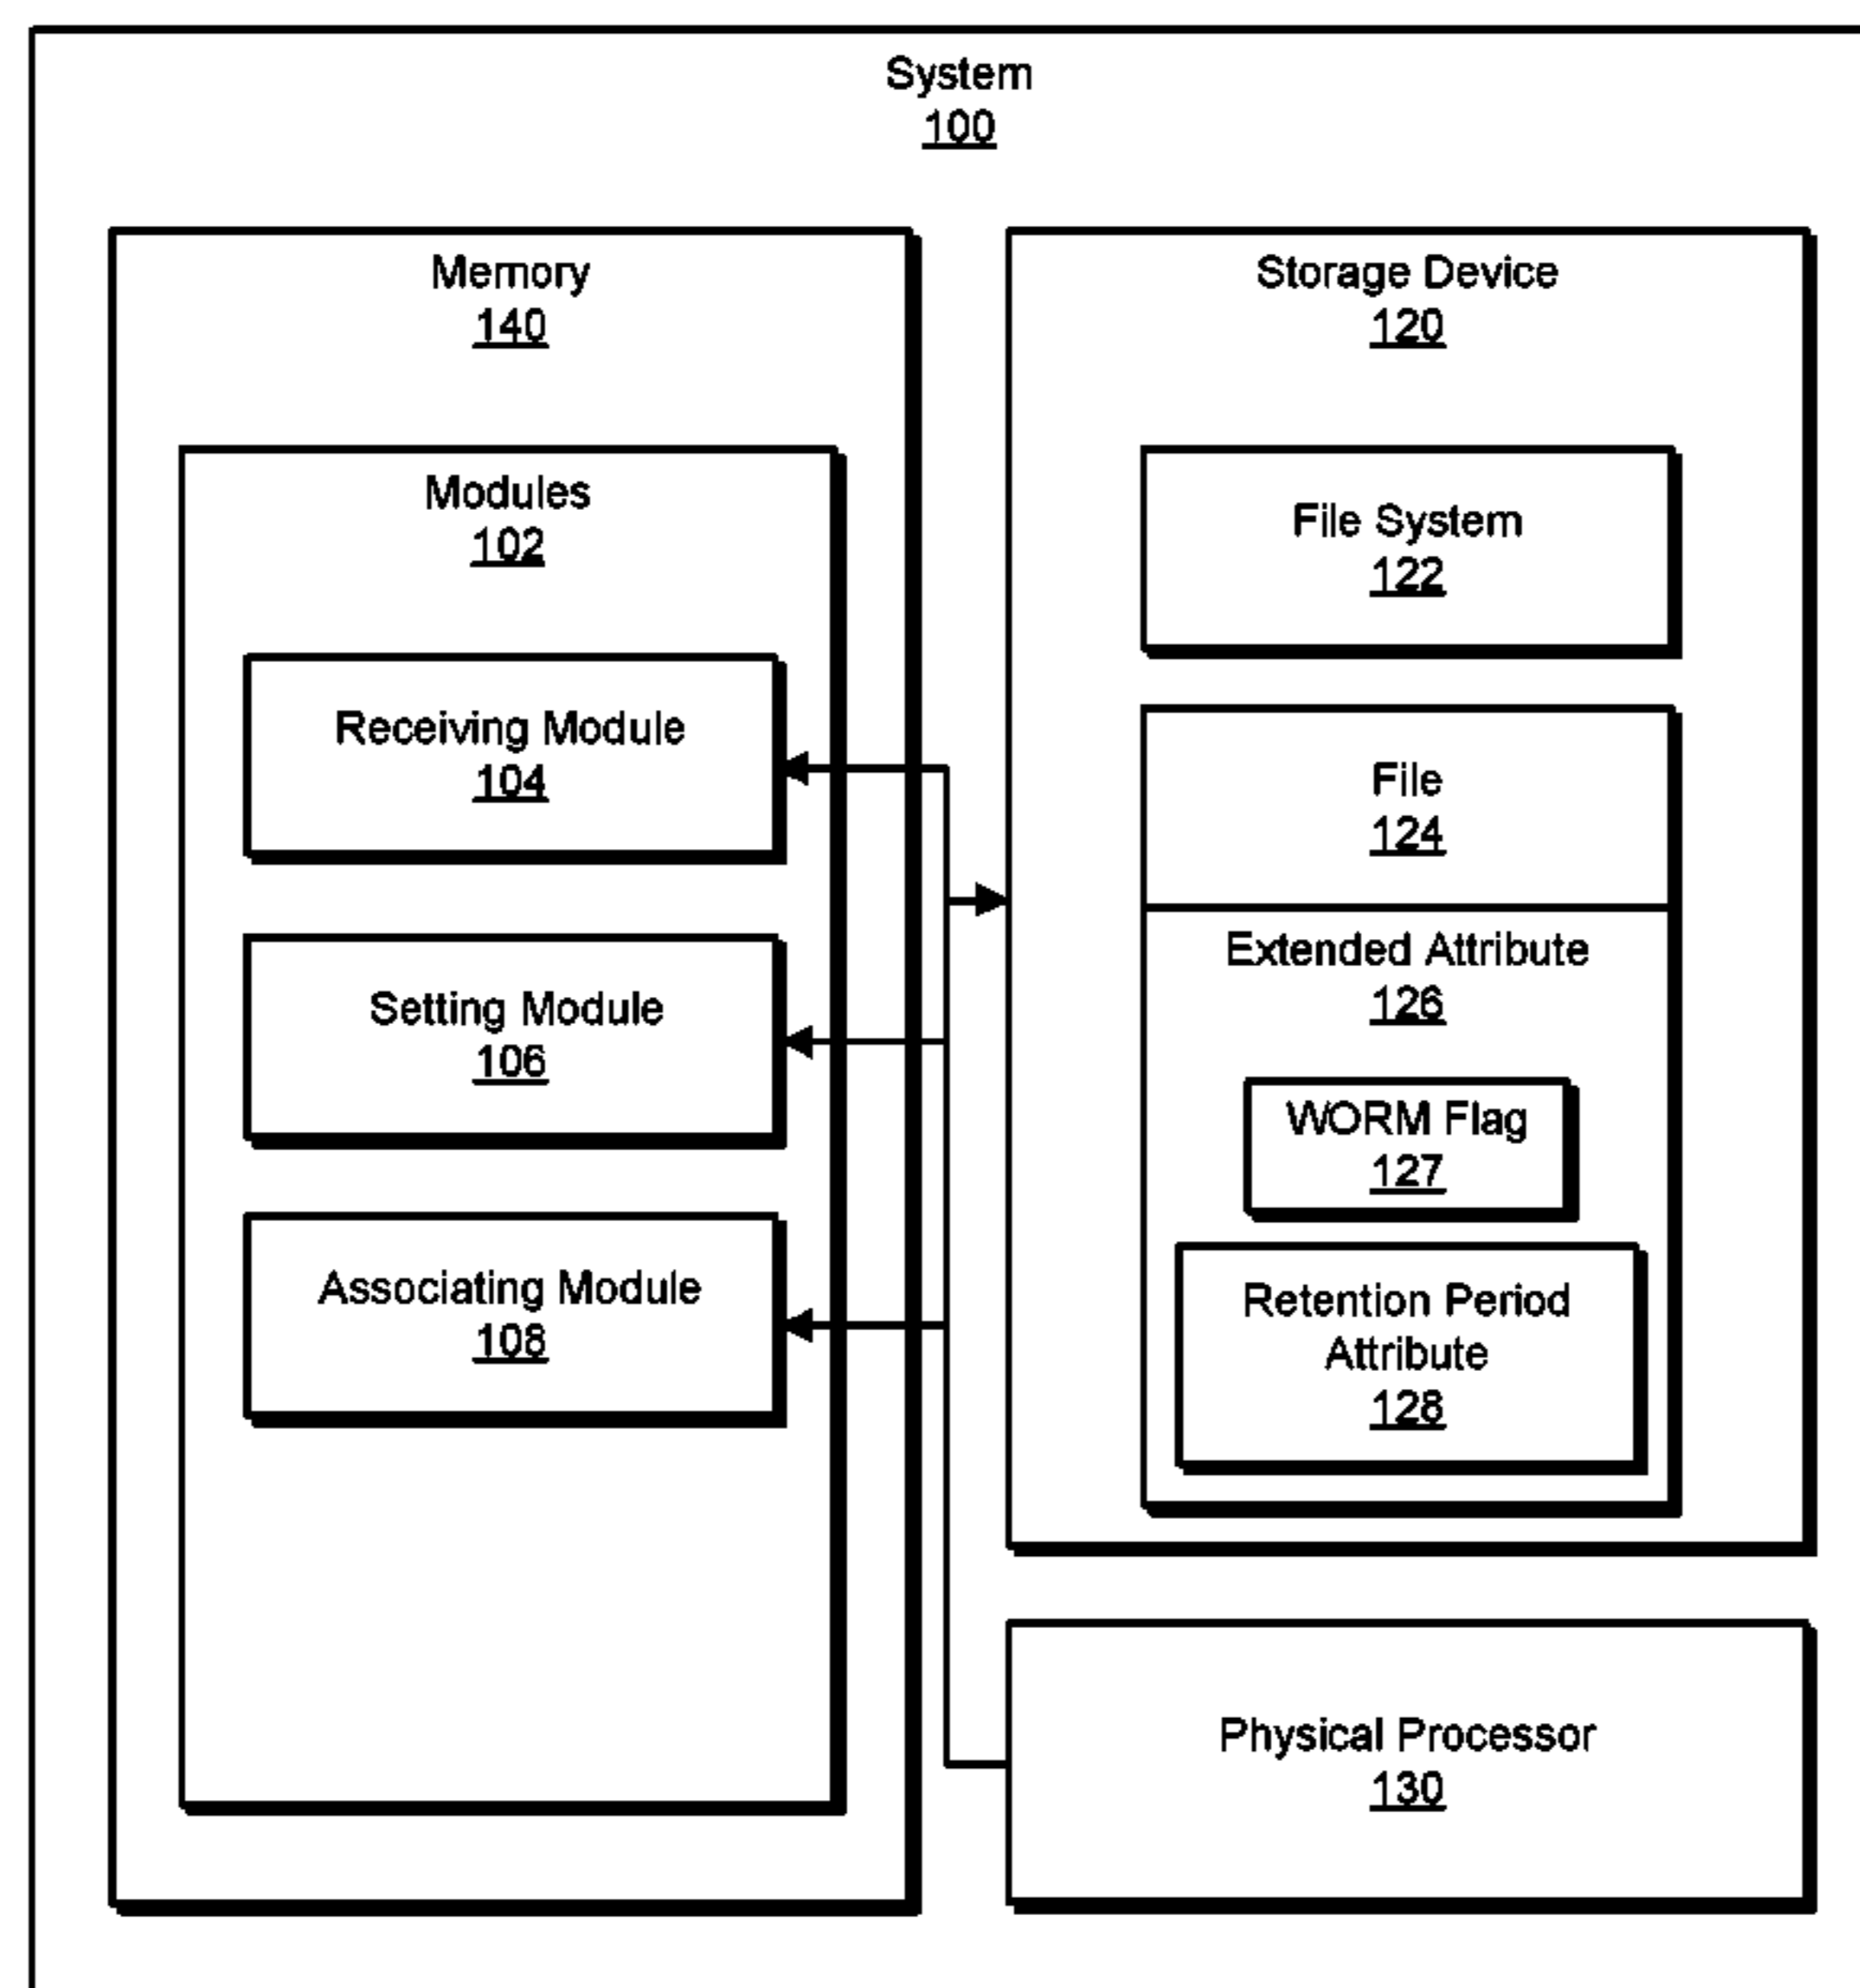 System
100
Memory
140
Modules
102
Receiving Module
104
Setting Module
106
Associating Module
108
Storage Device
120
File System
122
File
124
Extended Attribute
126
WORM Flag
127
Retention Period
Attribute
128
Physical Processor
130